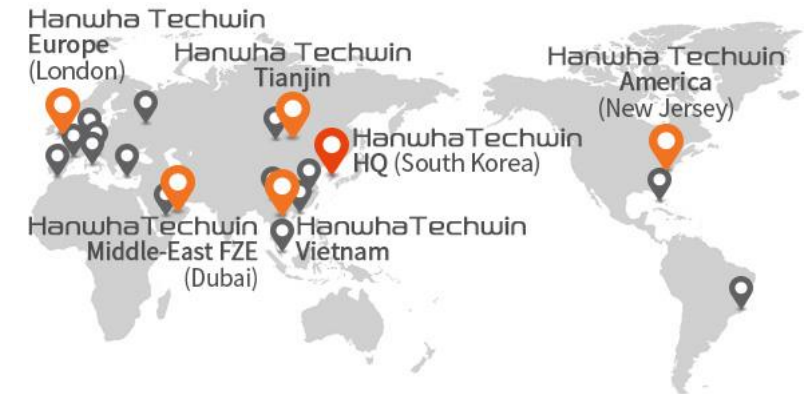 Hanwha Techwin
Europe
(London)
Hanwha Techwin
Tianjin
Hanwha Techwin
America
(New Jersey)
HanwhaTechwin
HQ (South Korea)
HanwhaTechwin
Middle-East FZE
(Dubai)
HanwhaTechwin
Vietnam